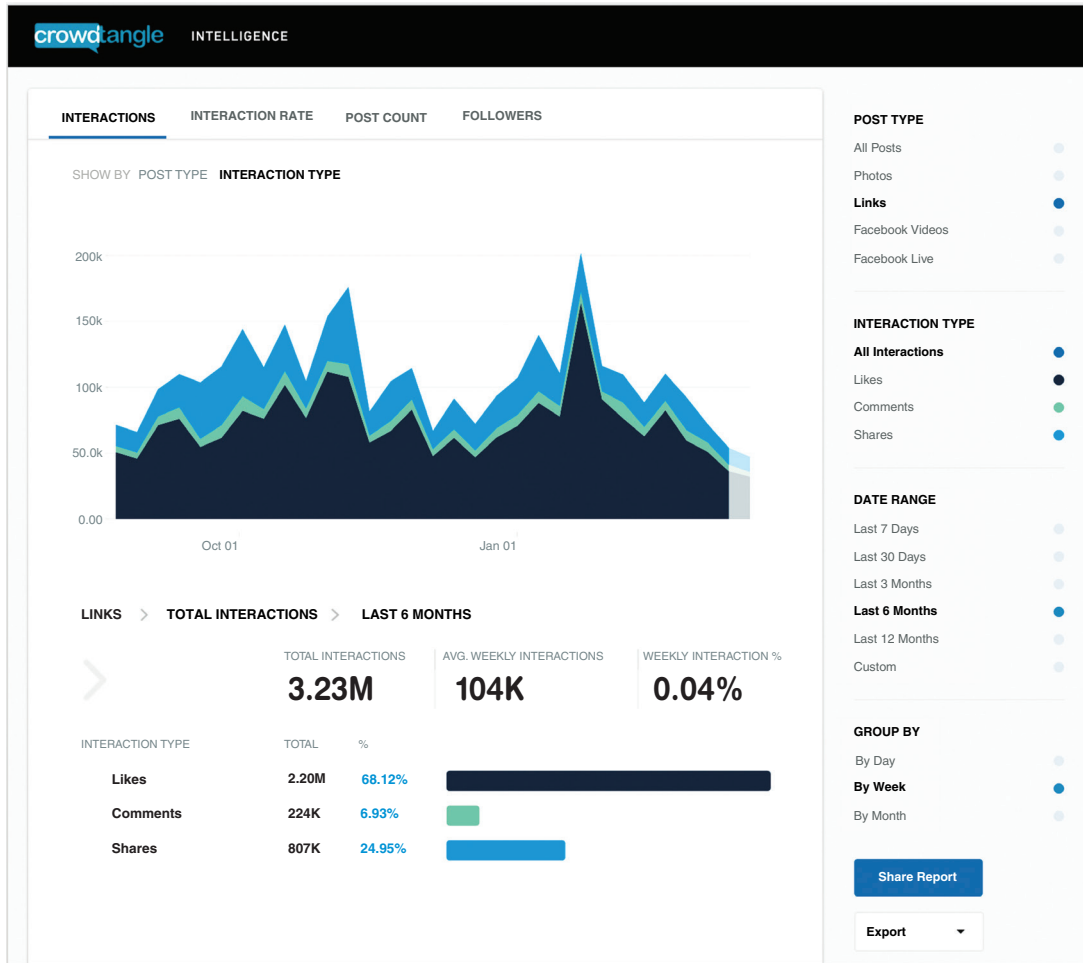 crowdtangle INTELLIGENCE
INTERACTIONS INTERACTION RATE POST COUNT FOLLOWERS
SHOW BY POST TYPE INTERACTION TYPE
200k
150k
100k
50.0k
0.00
Oct 01 Jan 01
LINKS TOTAL INTERACTIONS LAST 6 MONTHS
TOTAL INTERACTIONS AVG. WEEKLY INTERACTIONS WEEKLY INTERACTION %
3.23M 104K 0.04%
INTERACTION TYPE TOTAL %
Likes 2.20M 68.12%
Comments 224K 6.93%
Shares 807K 24.95%
POST TYPE
All Posts
Photos
Links
Facebook Videos
Facebook Live
INTERACTION TYPE
All Interactions
Likes
Comments
Shares
DATE RANGE
Last 7 Days
Last 30 Days
Last 3 Months
Last 6 Months
Last 12 Months
Custom
GROUP BY
By Day
By Week
By Month
Share Report
Export